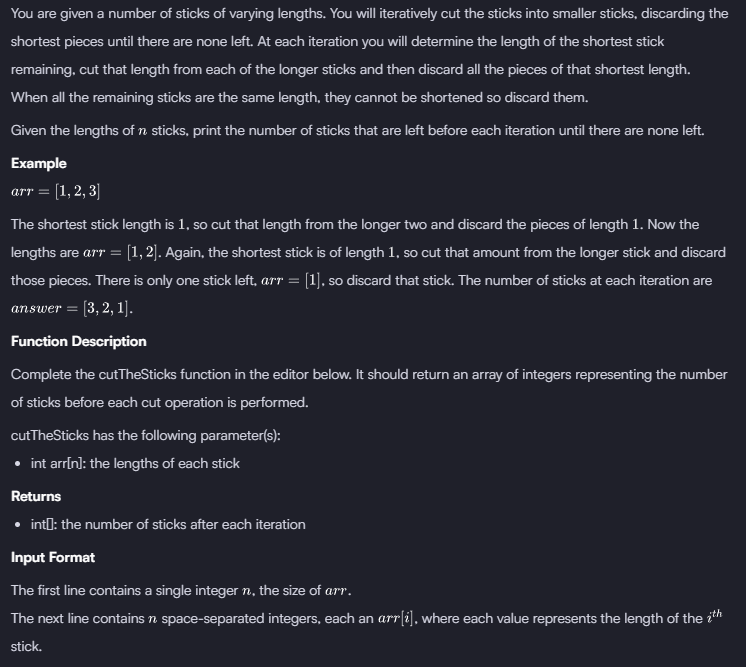 You are given a number of sticks of varying lengths. You will iteratively cut the sticks into smaller sticks, discarding the
shortest pieces until there are none left. At each iteration you will determine the length of the shortest stick
remaining, cut that length from each of the longer sticks and then discard all the pieces of that shortest length.
When all the remaining sticks are the same length, they cannot be shortened so discard them.
Given the lengths of n sticks, print the number of sticks that are left before each iteration until there are none left.
Example
arr = [1, 2, 3]
The shortest stick length is 1, so cut that length from the longer two and discard the pieces of length 1. Now the
lengths are arr = [1, 2]. Again, the shortest stick is of length 1, so cut that amount from the longer stick and discard
those pieces. There is only one stick left, arr = [1], so discard that stick. The number of sticks at each iteration are
answer = [3, 2, 1].
Function Description
Complete the cutTheSticks function in the editor below. It should return an array of integers representing the number
of sticks before each cut operation is performed.
cutTheSticks has the following parameter(s):
• int arr[n]: the lengths of each stick
Returns
• int[]: the number of sticks after each iteration
Input Format
The first line contains a single integer n, the size of arr.
The next line contains n space-separated integers, each an arr[i], where each value represents the length of the i^th
stick.